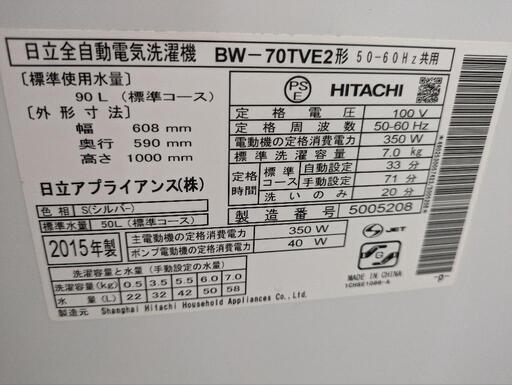 日立全自動電気洗濯機 BW-70TVE2形 50-60Hz共用
[標準使用水量]
90L (標準コース)
[外形寸法]
幅 608 mm
奥行 590 mm
高さ 1000 mm
日立アプライアンス(株)
色相 S(シルバー)
標準水量 50L (標準コース)
PS
E
HITACHI
定格電圧 100 V
定格周波数 50-60 Hz
電動機の定格消費電力 350 W
標準洗濯容量 7.0 kg
定格時間 標準コース 自動設定 33 分
手動設定 71 分
洗いのみ 20 分
製造番号 5005208
2015年製
主電動機の定格消費電力 350 W
ポンプ電動機の定格消費電力 40 W
JET
洗濯容量と水量 (手動設定の水量)
洗濯容量(kg) 0.5 3.5 5.5 6.0 7.0
水量(L) 22 32 42 50 58
製造元 Shanghai Hitachi Household Appliances Co., Ltd.
G
MADE IN CHINA
-p-